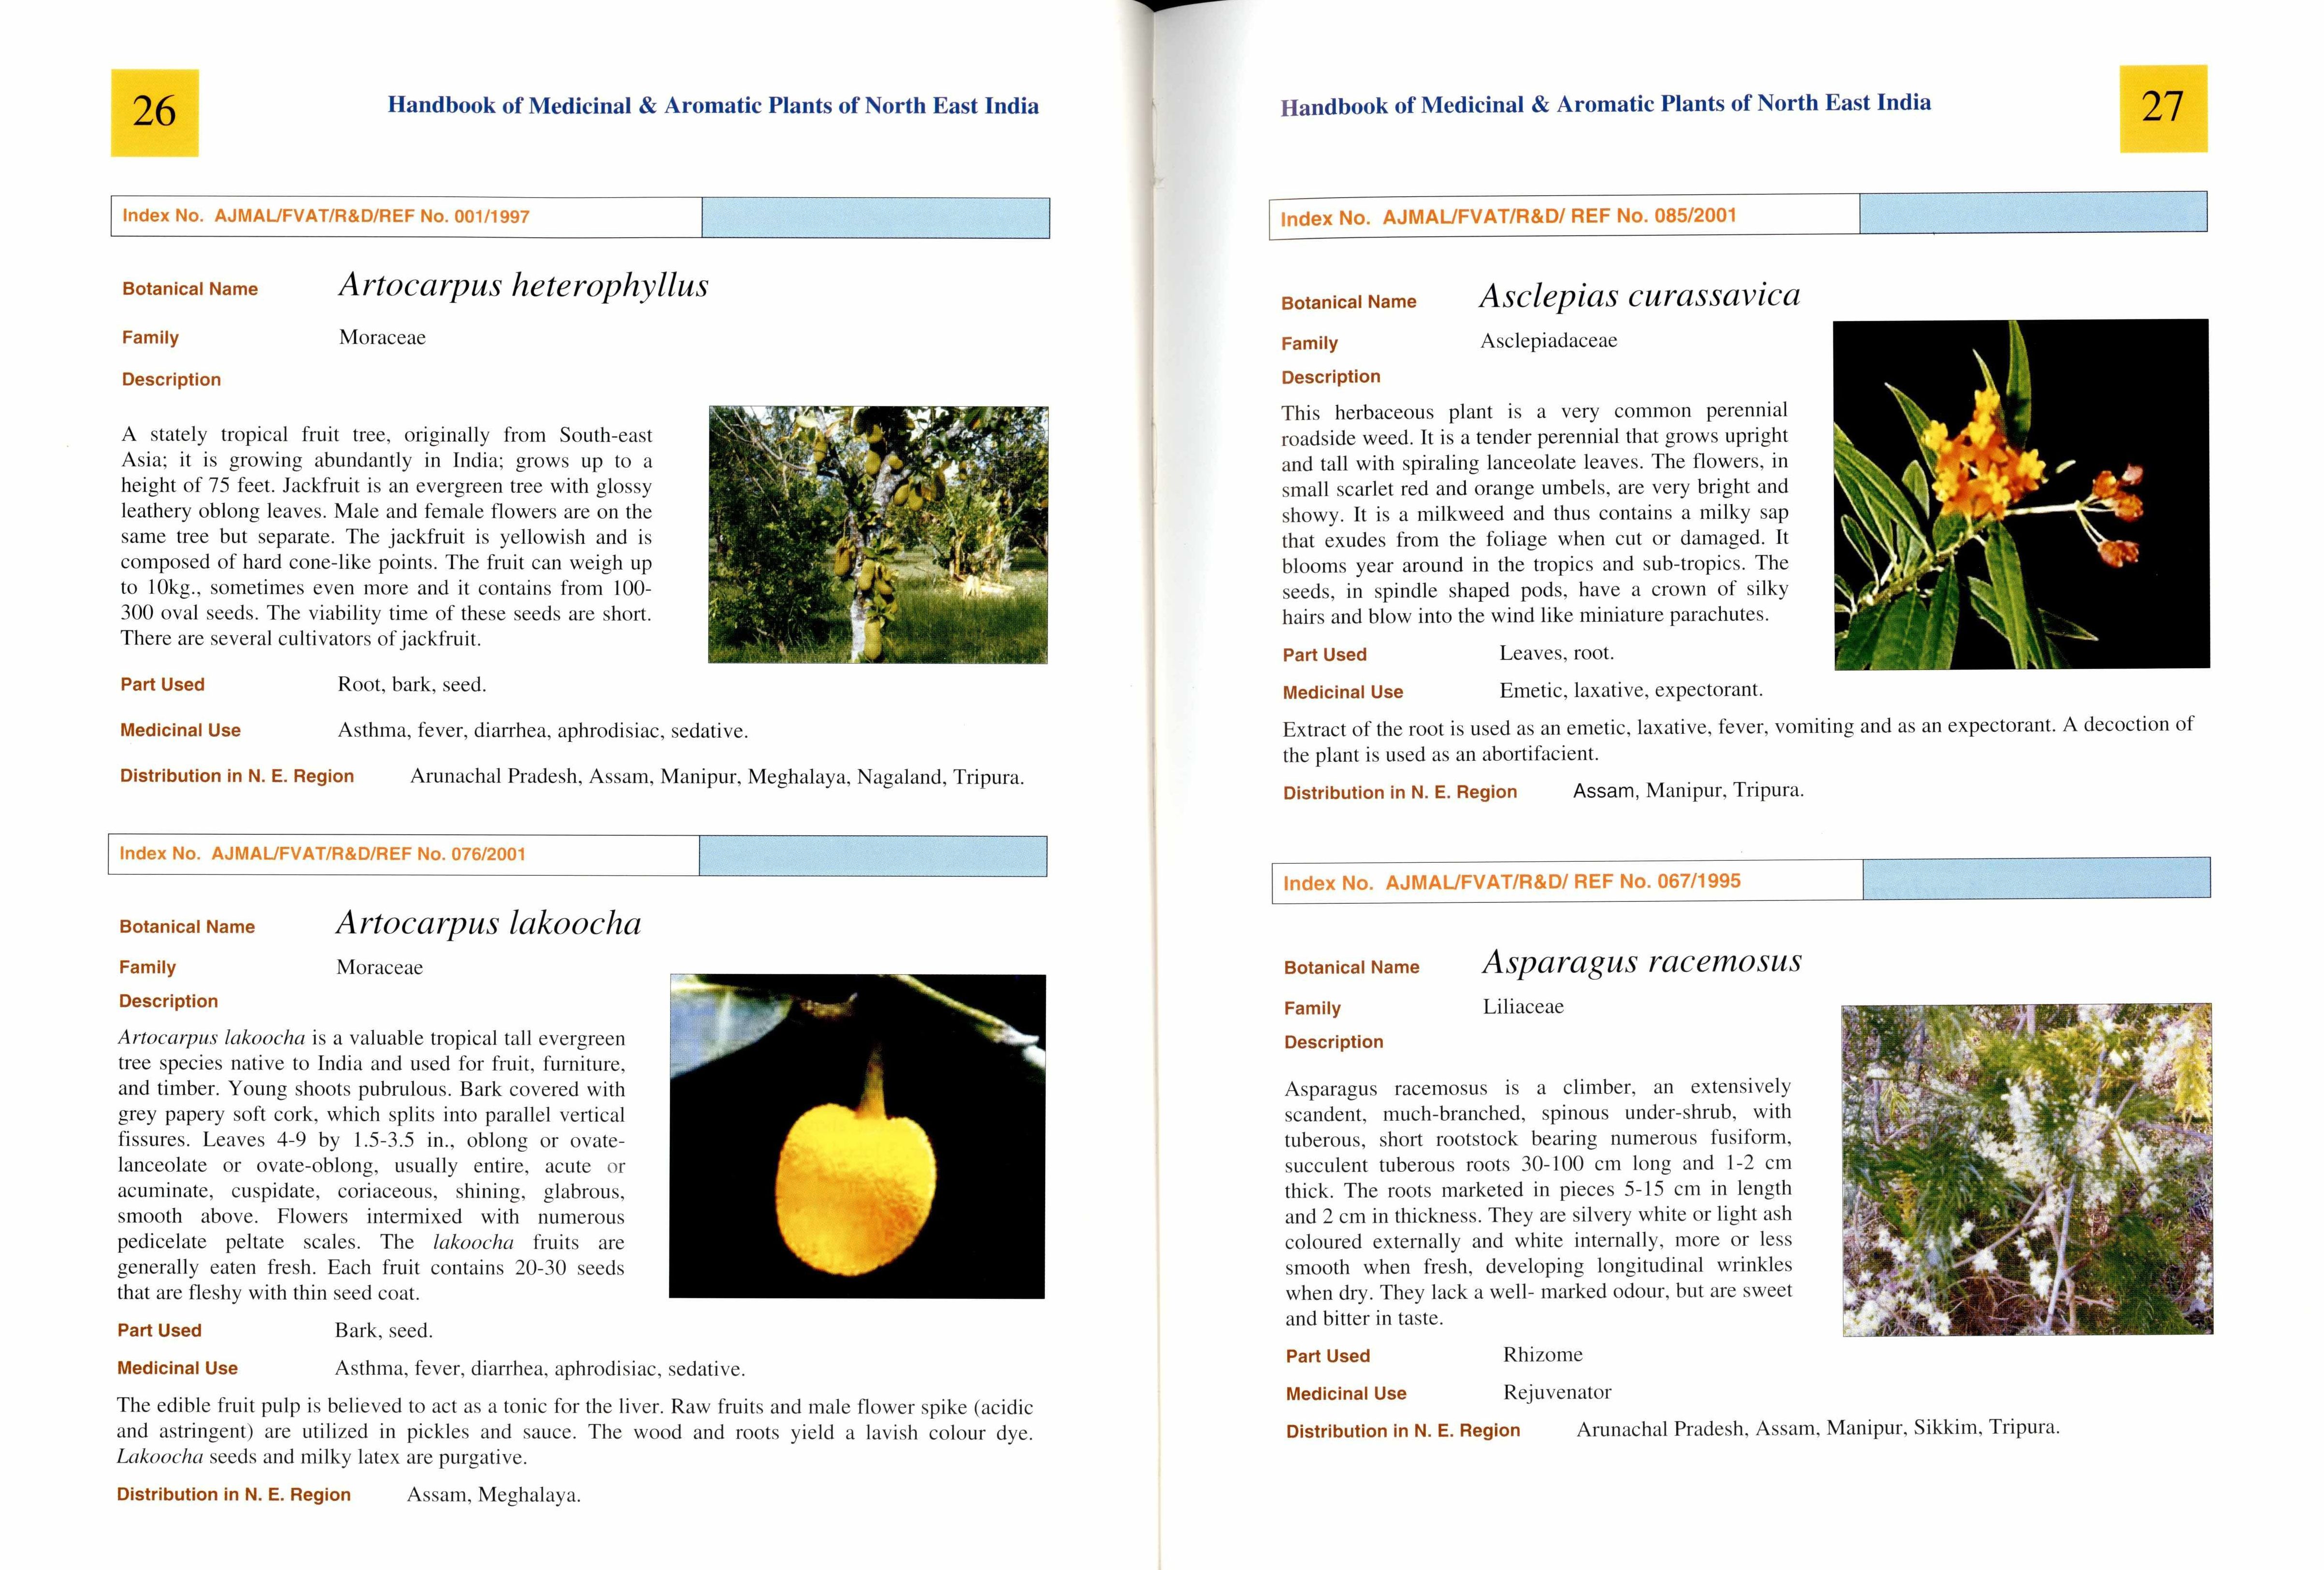 26
Handbook of Medicinal & Aromatic Plants of North East India
Index No. AJMAL/FVAT/R&D/REF No. 001/1997
Botanical Name Artocarpus heterophyllus
Family Moraceae
Description
A stately tropical fruit tree, originally from South-east
Asia; it is growing abundantly in India; grows up to a
height of 75 feet. Jackfruit is an evergreen tree with glossy
leathery oblong leaves. Male and female flowers are on the
same tree but separate. The jackfruit is yellowish and is
composed of hard cone-like points. The fruit can weigh up
to 10kg., sometimes even more and it contains from 100-
300 oval seeds. The viability time of these seeds are short.
There are several cultivators of jackfruit.
Part Used Root, bark, seed.
Medicinal Use Asthma, fever, diarrhea, aphrodisiac, sedative.
Distribution in N. E. Region Arunachal Pradesh, Assam, Manipur, Meghalaya, Nagaland, Tripura.
Index No. AJMAL/FVAT/R&D/REF No. 076/2001
Botanical Name Artocarpus lakoocha
Family Moraceae
Description
Artocarpus lakoocha is a valuable tropical tall evergreen
tree species native to India and used for fruit, furniture,
and timber. Young shoots pubrulous. Bark covered with
grey papery soft cork, which splits into parallel vertical
fissures. Leaves 4-9 by 1.5-3.5 in., oblong or ovate-
lanceolate or ovate-oblong, usually entire, acute or
acuminate, cuspidate, coriaceous, shining, glabrous,
smooth above. Flowers intermixed with numerous
pedicelate peltate scales. The lakoocha fruits are
generally eaten fresh. Each fruit contains 20-30 seeds
that are fleshy with thin seed coat.
Part Used Bark, seed.
Medicinal Use Asthma, fever, diarrhea, aphrodisiac, sedative.
The edible fruit pulp is believed to act as a tonic for the liver. Raw fruits and male flower spike (acidic
and astringent) are utilized in pickles and sauce. The wood and roots yield a lavish colour dye.
Lakoocha seeds and milky latex are purgative.
Distribution in N. E. Region Assam, Meghalaya.
Handbook of Medicinal & Aromatic Plants of North East India
27
Index No. AJMAL/FVAT/R&D/ REF No. 085/2001
Botanical Name Asclepias curassavica
Family Asclepiadaceae
Description
This herbaceous plant is a very common perennial
roadside weed. It is a tender perennial that grows upright
and tall with spiraling lanceolate leaves. The flowers, in
small scarlet red and orange umbels, are very bright and
showy. It is a milkweed and thus contains a milky sap
that exudes from the foliage when cut or damaged. It
blooms year around in the tropics and sub-tropics. The
seeds, in spindle shaped pods, have a crown of silky
hairs and blow into the wind like miniature parachutes.
Part Used Leaves, root.
Medicinal Use Emetic, laxative, expectorant.
Extract of the root is used as an emetic, laxative, fever, vomiting and as an expectorant. A decoction of
the plant is used as an abortifacient.
Distribution in N. E. Region Assam, Manipur, Tripura.
Index No. AJMAL/FVAT/R&D/ REF No. 067/1995
Botanical Name Asparagus racemosus
Family Liliaceae
Description
Asparagus racemosus is a climber, an extensively
scandent, much-branched, spinous under-shrub, with
tuberous, short rootstock bearing numerous fusiform,
succulent tuberous roots 30-100 cm long and 1-2 cm
thick. The roots marketed in pieces 5-15 cm in length
and 2 cm in thickness. They are silvery white or light ash
coloured externally and white internally, more or less
smooth when fresh, developing longitudinal wrinkles
when dry. They lack a well- marked odour, but are sweet
and bitter in taste.
Part Used Rhizome
Medicinal Use Rejuvenator
Distribution in N. E. Region Arunachal Pradesh, Assam, Manipur, Sikkim, Tripura.